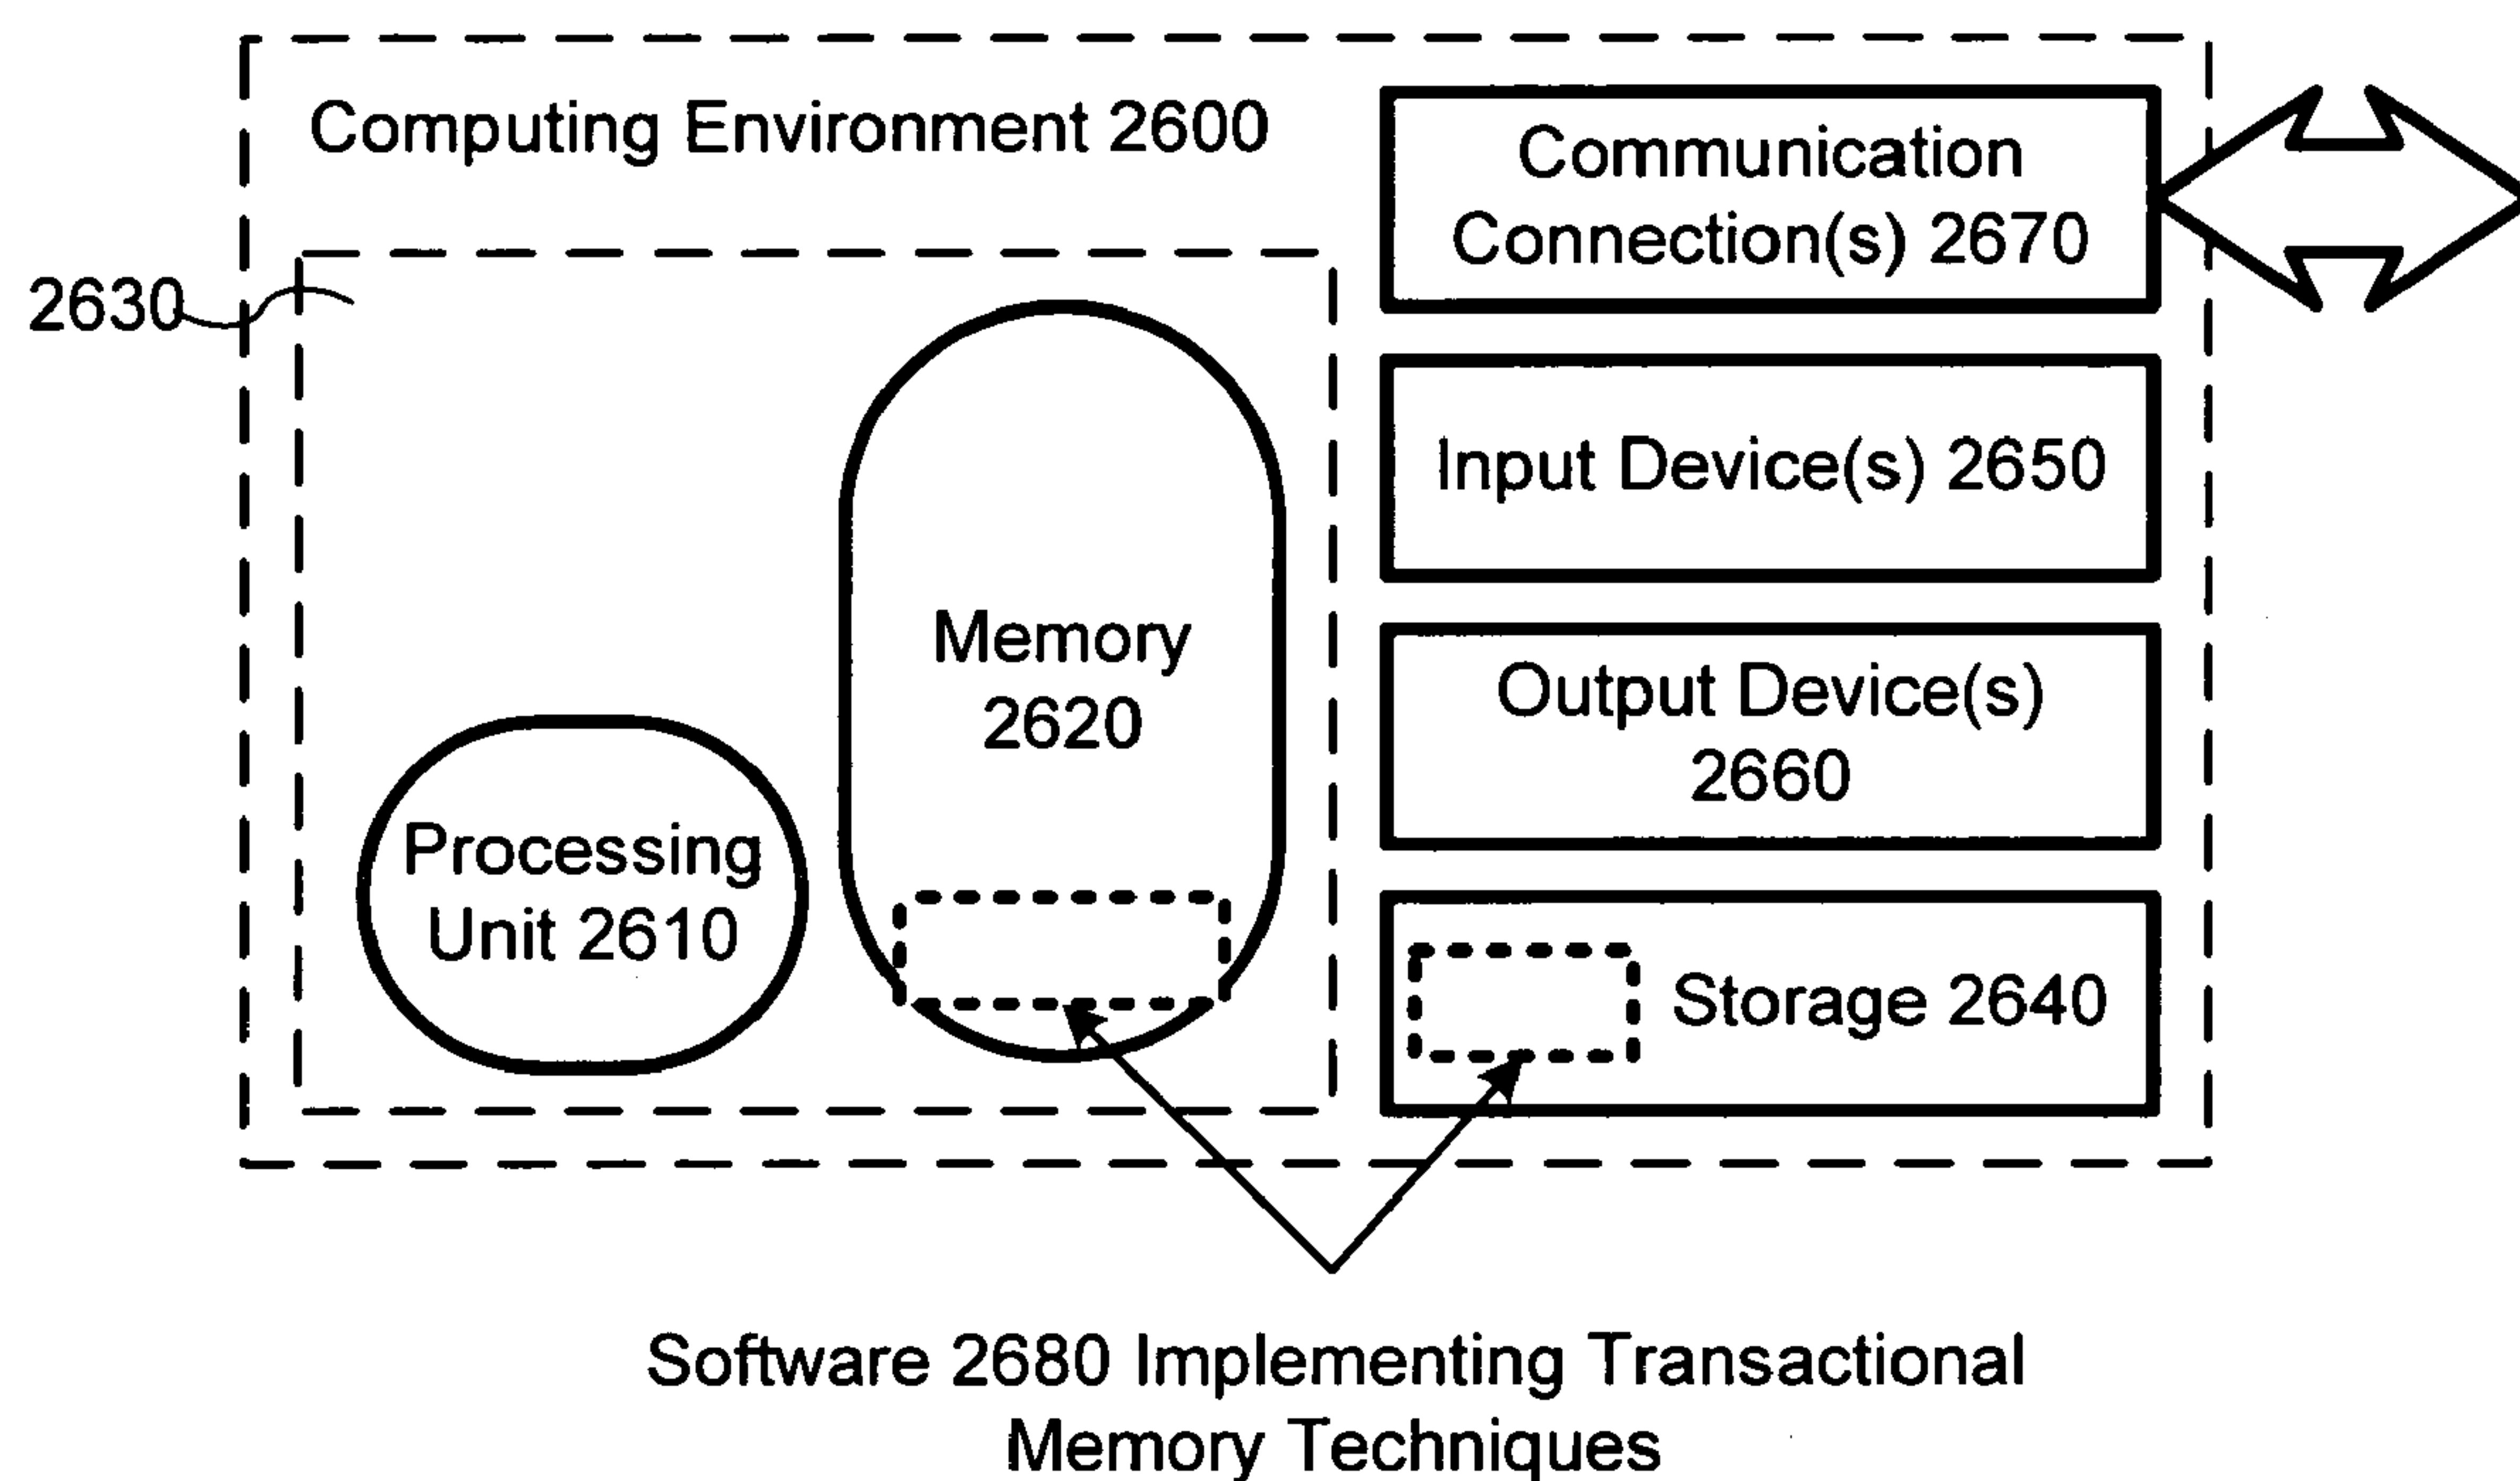 Computing Environment 2600
2630
Communication
Connection(s) 2670
Input Device(s) 2650
Memory
2620
Output Device(s)
2660
Processing
Unit 2610
Storage 2640
Software 2680 Implementing Transactional
Memory Techniques